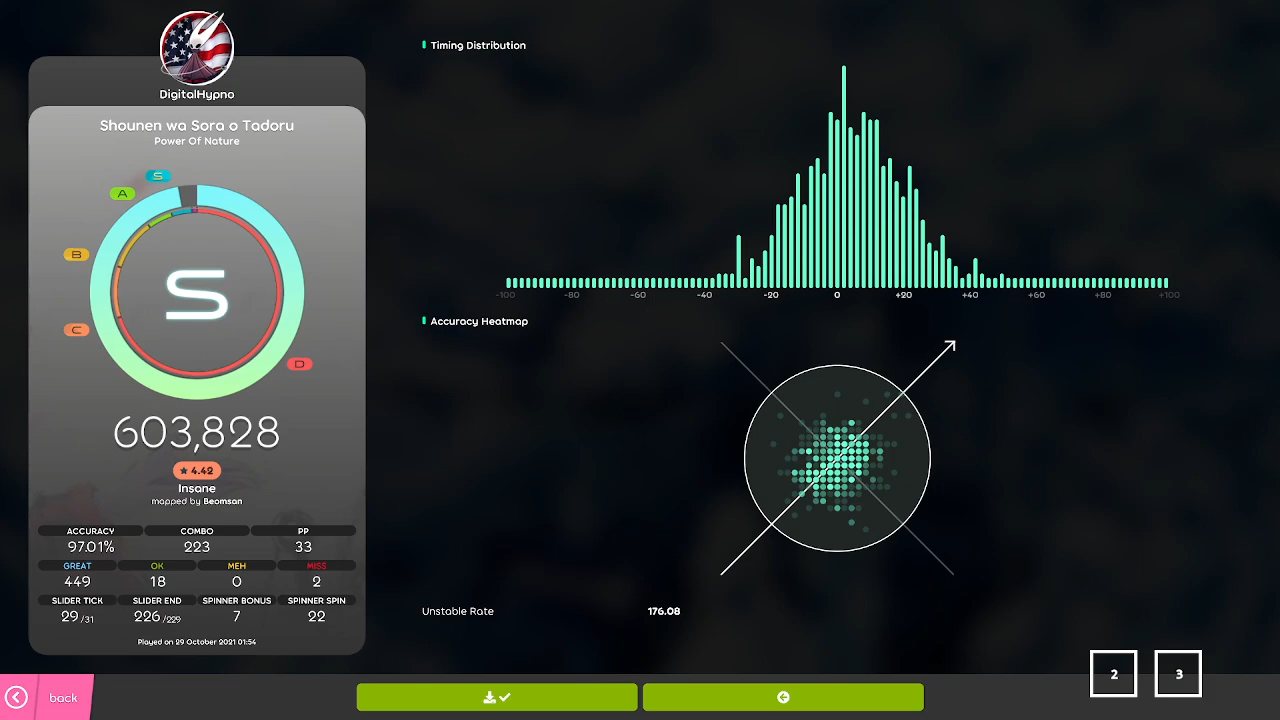 DigitalHypno
Shounen wa Sora o Tadoru
Power Of Nature
S
A
B
C
D
S
603,828
★ 4.42
Insane
mapped by Beomsan
ACCURACY COMBO PP
97.01% 223 33
GREAT OK MEH MISS
449 18 0 2
SLIDER TICK SLIDER END SPINNER BONUS SPINNER SPIN
29 /31 226 /229 7 22
Played on 29 October 2021 01:54
Timing Distribution
-100 -80 -60 -40 -20 0 +20 +40 +60 +80 +100
Accuracy Heatmap
Unstable Rate 176.08
back
2 3